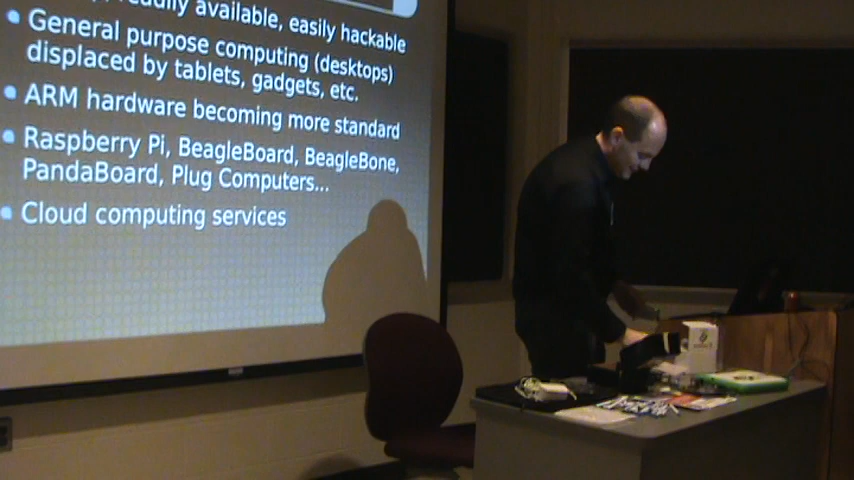 readily available, easily hackable
General purpose computing (desktops)
displaced by tablets, gadgets, etc.
ARM hardware becoming more standard
Raspberry Pi, BeagleBoard, BeagleBone,
PandaBoard, Plug Computers...
Cloud computing services